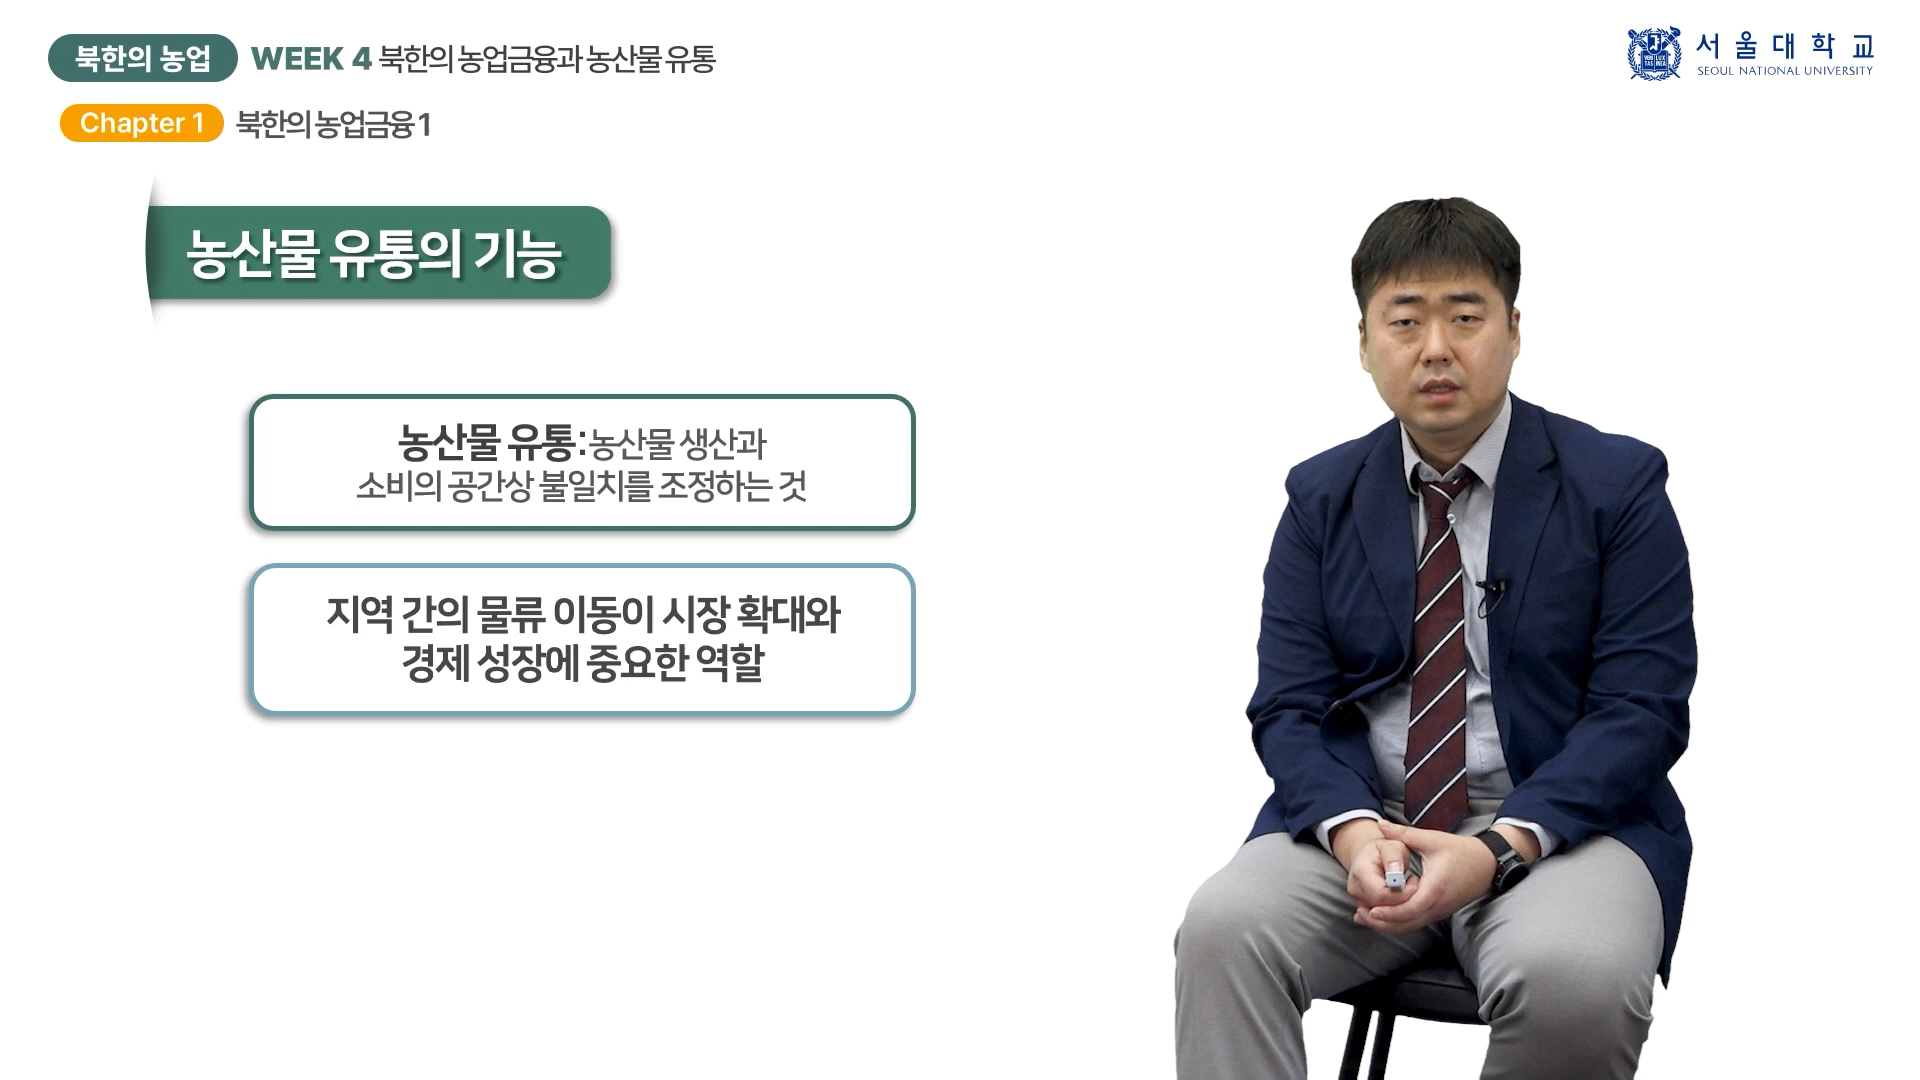 북한의 농업 WEEK 4 북한의 농업금융과 농산물 유통
서울대학교
SEOUL NATIONAL UNIVERSITY
Chapter 1 북한의 농업금융 1
농산물 유통의 기능
농산물 유통: 농산물 생산과
소비의 공간상 불일치를 조정하는 것
지역 간의 물류 이동이 시장 확대와
경제 성장에 중요한 역할